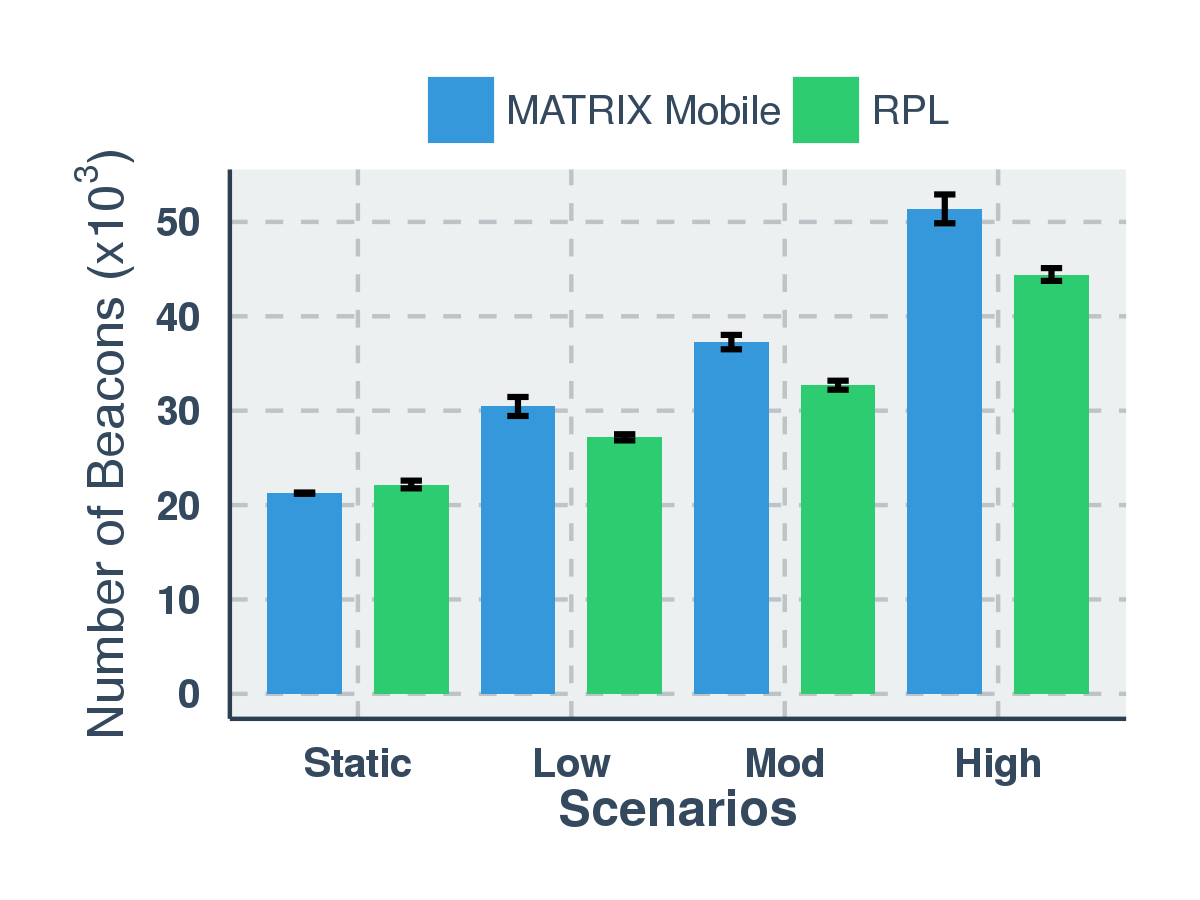 MATRIX Mobile RPL
Number of Beacons (x10³)
50
40
30
20
10
0
Static Low Mod High
Scenarios